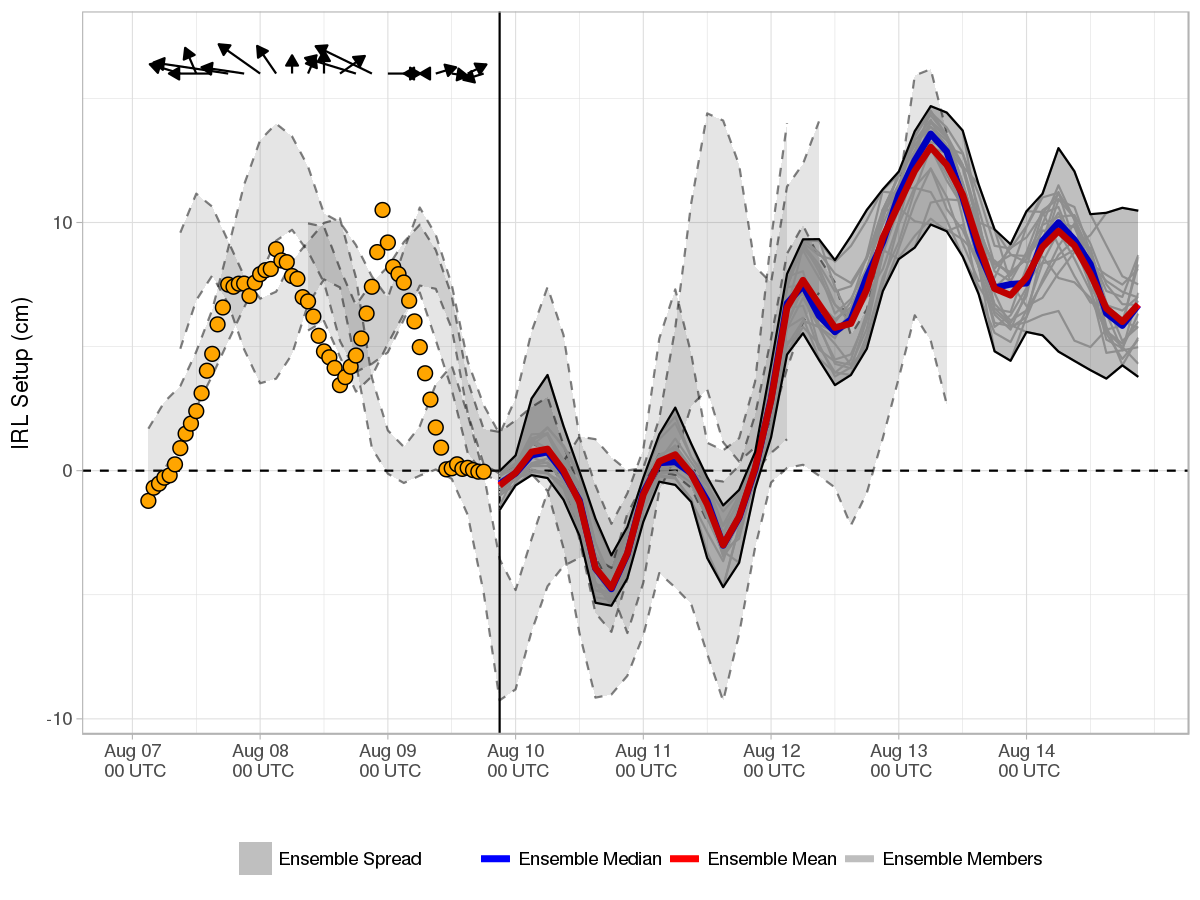 IRL Setup (cm)
10
0
-10
Aug 07 Aug 08 Aug 09 Aug 10 Aug 11 Aug 12 Aug 13 Aug 14
00 UTC 00 UTC 00 UTC 00 UTC 00 UTC 00 UTC 00 UTC 00 UTC
Ensemble Spread Ensemble Median Ensemble Mean Ensemble Members